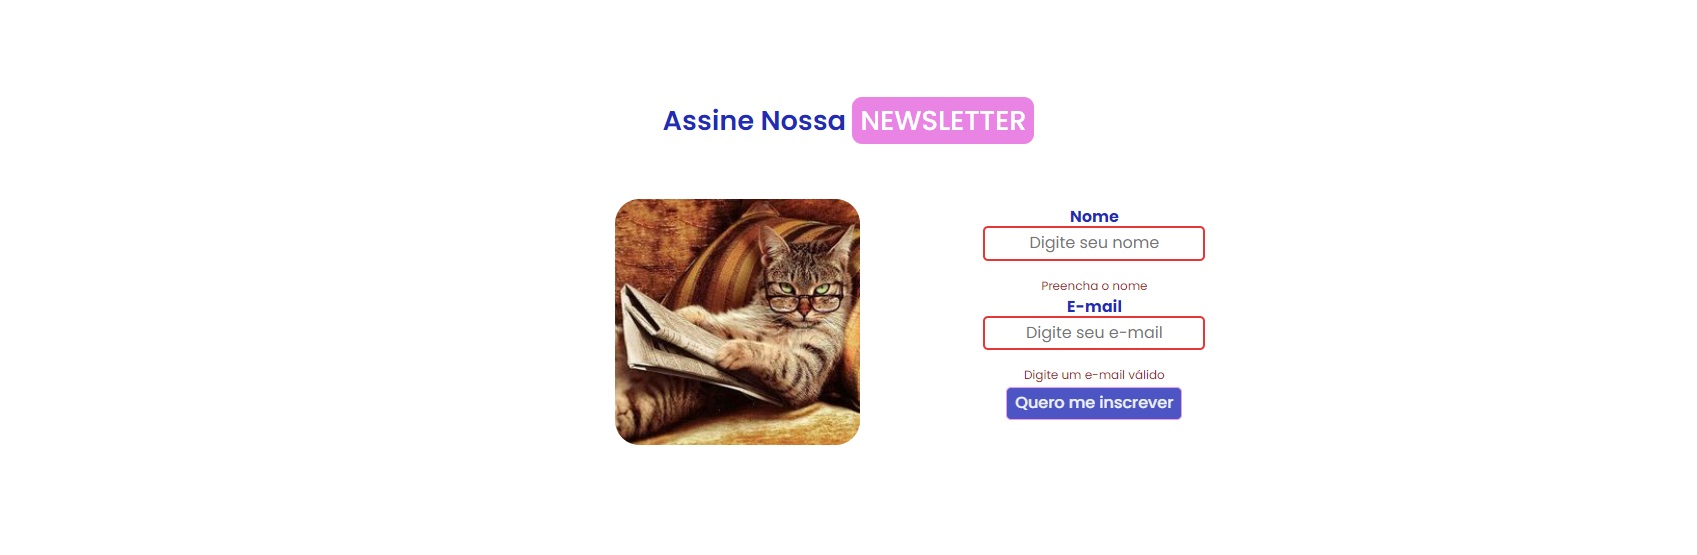 Assine Nossa NEWSLETTER
Nome
Digite seu nome
Preencha o nome
E-mail
Digite seu e-mail
Digite um e-mail válido
Quero me inscrever